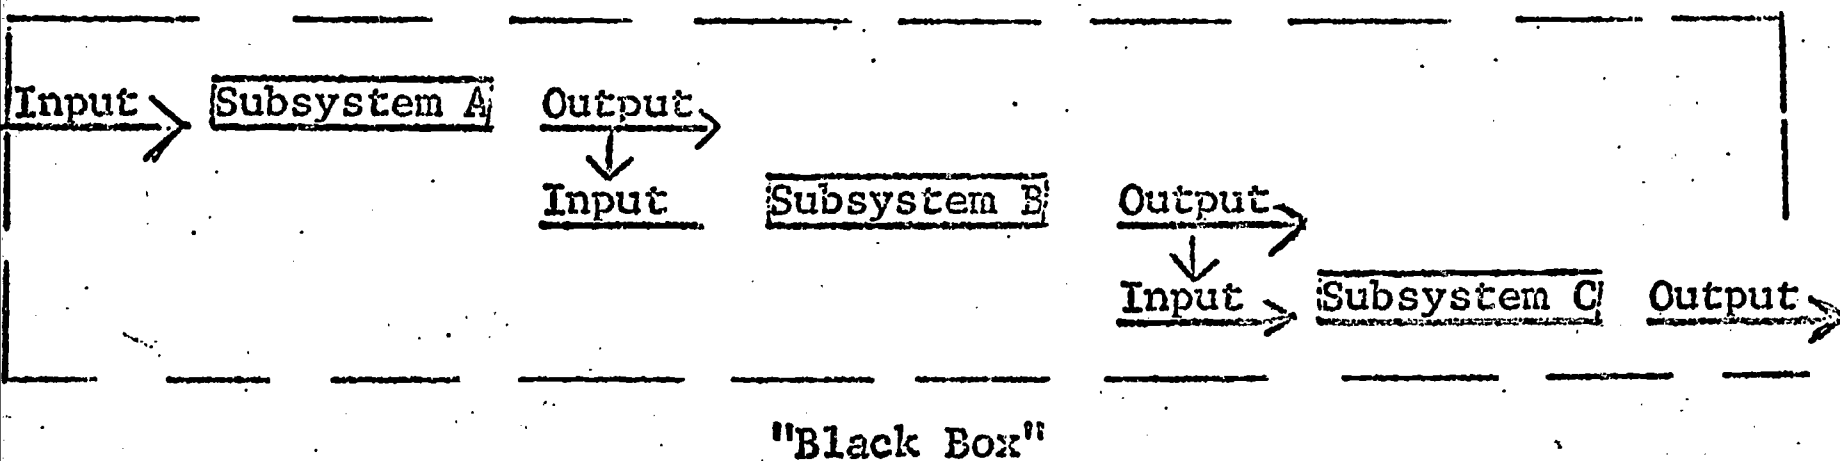 Input Subsystem A Output
Input Subsystem B Output
Input Subsystem C Output
"Black Box"